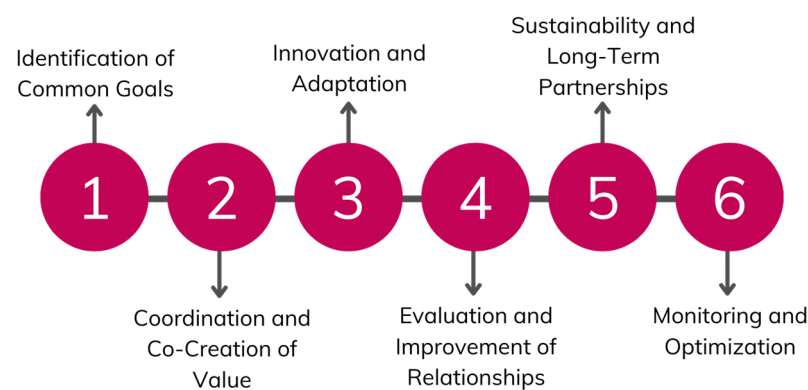 Identification of
Common Goals
Innovation and
Adaptation
Sustainability and
Long-Term
Partnerships
1
2
3
4
5
6
Coordination and
Co-Creation of
Value
Evaluation and
Improvement of
Relationships
Monitoring and
Optimization